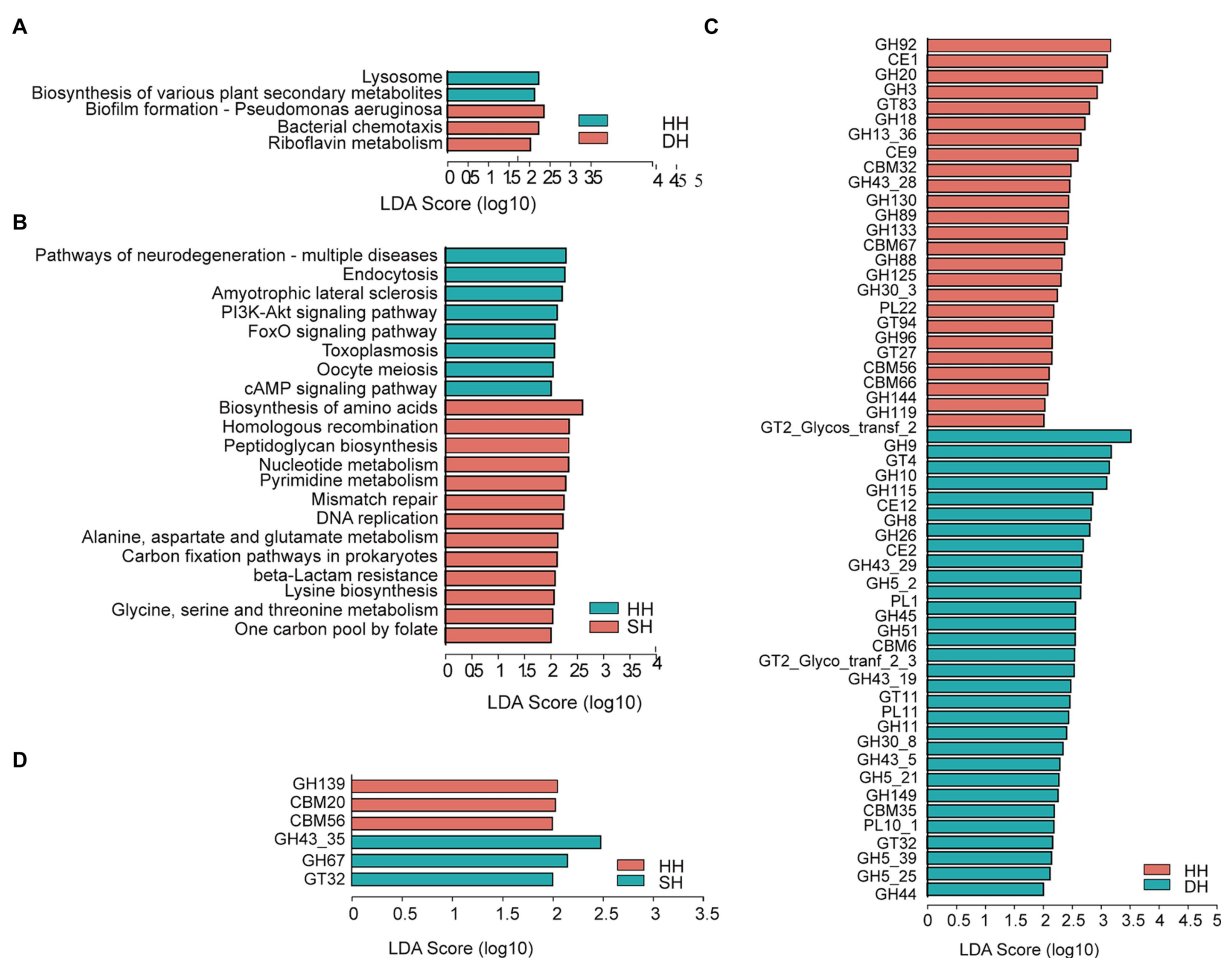 A
Lysosome
Biosynthesis of various plant secondary metabolites
Biofilm formation - Pseudomonas aeruginosa
Bacterial chemotaxis
Riboflavin metabolism
HH
DH
0 05 1 15 2 25 3 35 4 45 5
LDA Score (log10)
B
Pathways of neurodegeneration - multiple diseases
Endocytosis
Amyotrophic lateral sclerosis
PI3K-Akt signaling pathway
FoxO signaling pathway
Toxoplasmosis
Oocyte meiosis
cAMP signaling pathway
Biosynthesis of amino acids
Homologous recombination
Peptidoglycan biosynthesis
Nucleotide metabolism
Pyrimidine metabolism
Mismatch repair
DNA replication
Alanine, aspartate and glutamate metabolism
Carbon fixation pathways in prokaryotes
beta-Lactam resistance
Lysine biosynthesis
Glycine, serine and threonine metabolism
One carbon pool by folate
HH
SH
0 05 1 15 2 25 3 35 4
LDA Score (log10)
C
GH92
CE1
GH20
GH3
GT83
GH18
GH13_36
CE9
CBM32
GH43_28
GH130
GH89
GH133
CBM67
GH88
GH125
GH30_3
PL22
GT94
GH96
GT27
CBM56
CBM66
GH144
GH119
GT2_Glycos_transf_2
GH9
GT4
GH10
GH115
CE12
GH8
GH26
CE2
GH43_29
GH5_2
PL1
GH45
GH51
CBM6
GT2_Glyco_tranf_2_3
GH43_19
GT11
PL11
GH11
GH30_8
GH43_5
GH5_21
GH149
CBM35
PL10_1
GT32
GH5_39
GH5_25
GH44
HH
DH
0 0.5 1 1.5 2 2.5 3 3.5 4 4.5 5
LDA Score (log10)
D
GH139
CBM20
CBM56
GH43_35
GH67
GT32
HH
SH
0 0.5 1 1.5 2 2.5 3 3.5
LDA Score (log10)